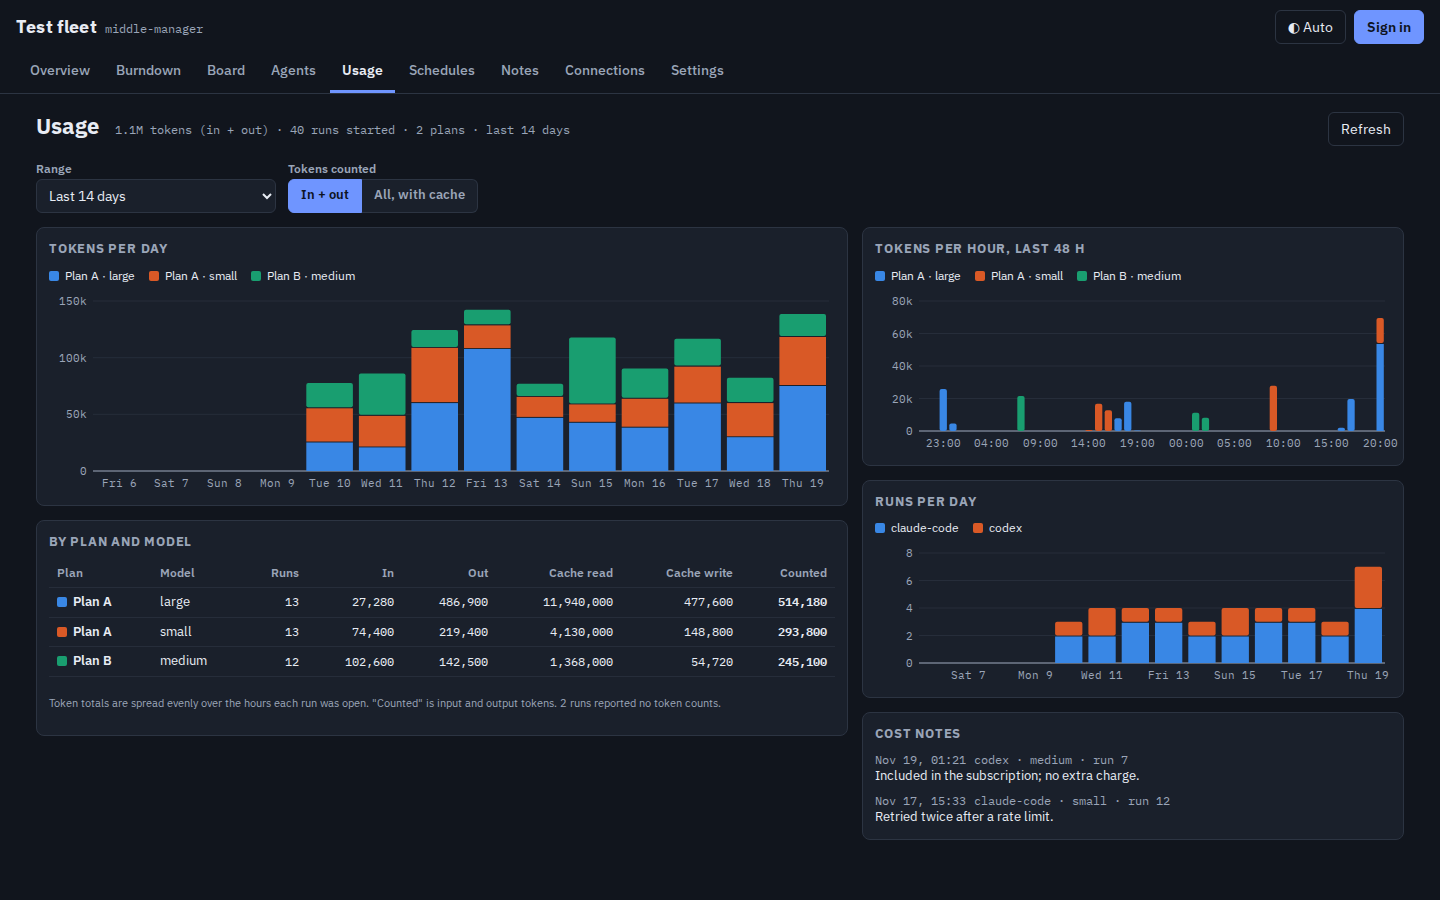 Test fleet middle-manager
◐ Auto
Sign in
Overview Burndown Board Agents Usage Schedules Notes Connections Settings
Usage 1.1M tokens (in + out) · 40 runs started · 2 plans · last 14 days
Refresh
Range
Last 14 days
Tokens counted
In + out All, with cache
TOKENS PER DAY
Plan A · large Plan A · small Plan B · medium
150k
100k
50k
0
Fri 6 Sat 7 Sun 8 Mon 9 Tue 10 Wed 11 Thu 12 Fri 13 Sat 14 Sun 15 Mon 16 Tue 17 Wed 18 Thu 19
BY PLAN AND MODEL
Plan Model Runs In Out Cache read Cache write Counted
Plan A large 13 27,280 486,900 11,940,000 477,600 514,180
Plan A small 13 74,400 219,400 4,130,000 148,800 293,800
Plan B medium 12 102,600 142,500 1,368,000 54,720 245,100
Token totals are spread evenly over the hours each run was open. "Counted" is input and output tokens. 2 runs reported no token counts.
TOKENS PER HOUR, LAST 48 H
Plan A · large Plan A · small Plan B · medium
80k
60k
40k
20k
0
23:00 04:00 09:00 14:00 19:00 00:00 05:00 10:00 15:00 20:00
RUNS PER DAY
claude-code codex
8
6
4
2
0
Sat 7 Mon 9 Wed 11 Fri 13 Sun 15 Tue 17 Thu 19
COST NOTES
Nov 19, 01:21 codex · medium · run 7
Included in the subscription; no extra charge.
Nov 17, 15:33 claude-code · small · run 12
Retried twice after a rate limit.